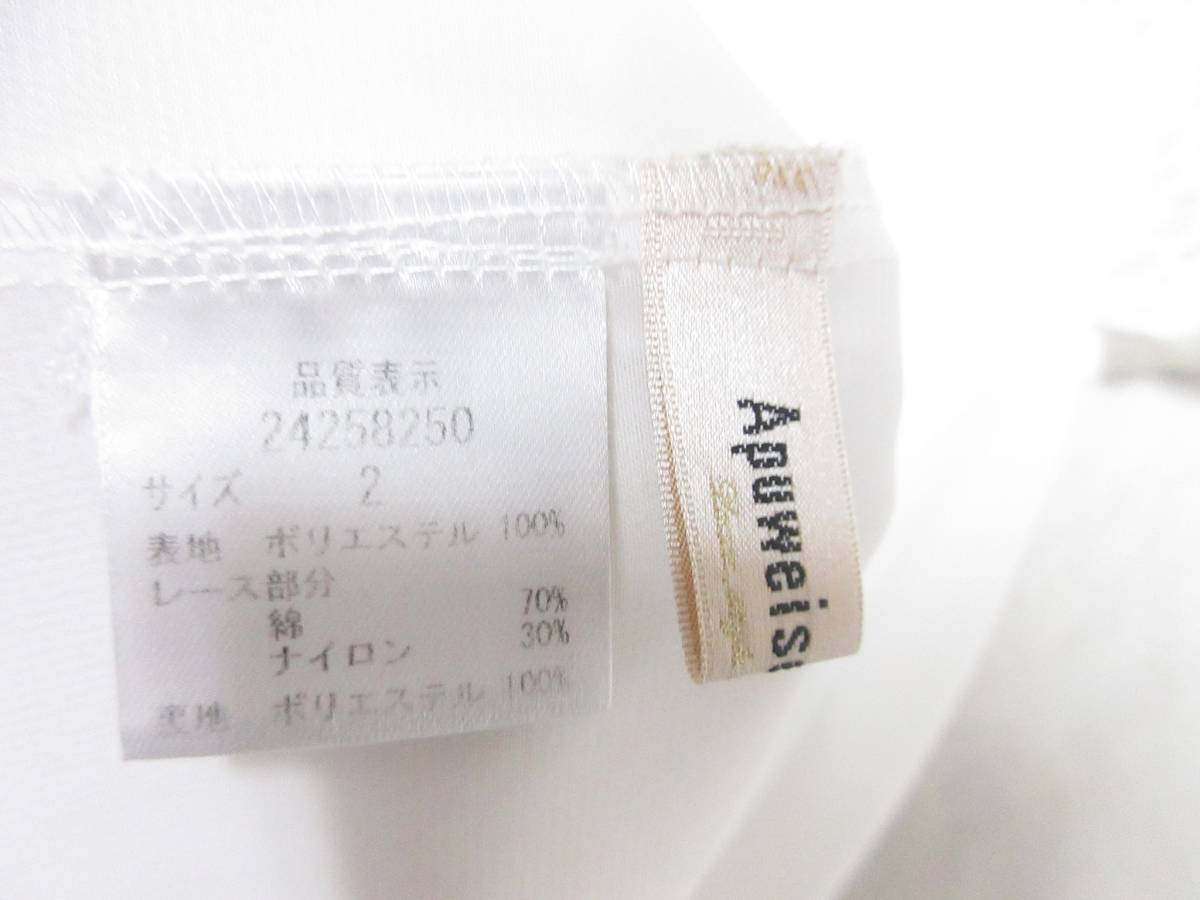 品質表示
24258250
サイズ 2
表地 ポリエステル 100%
レース部分
綿 70%
ナイロン 30%
裏地 ポリエステル 100%
Apuweis